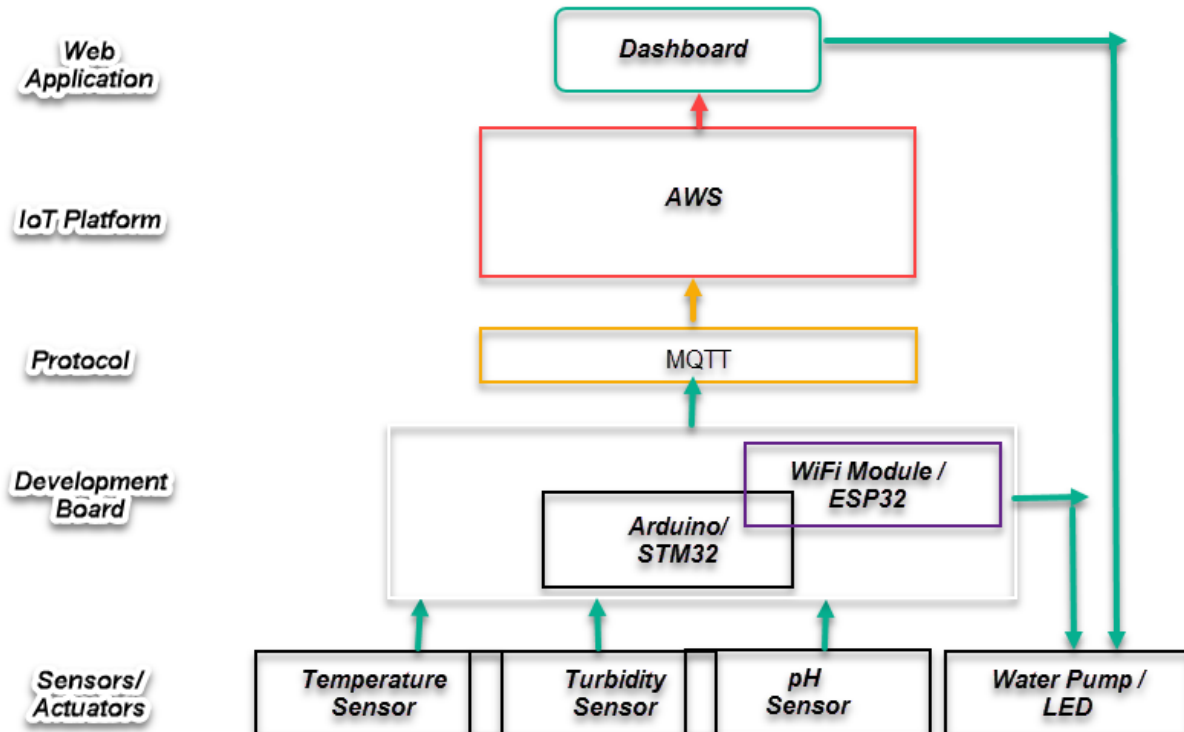 Web
Application
Dashboard
IoT Platform
AWS
Protocol
MQTT
Development
Board
WiFi Module /
ESP32
Arduino/
STM32
Sensors/
Actuators
Temperature
Sensor
Turbidity
Sensor
pH
Sensor
Water Pump /
LED